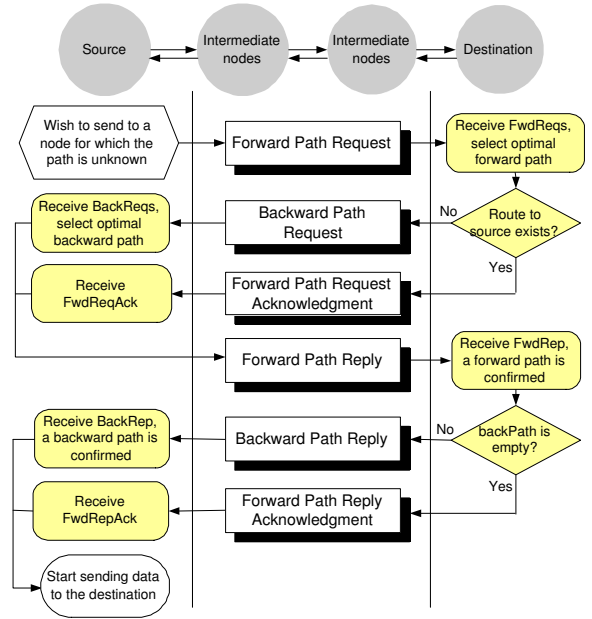 Source
Intermediate
nodes
Intermediate
nodes
Destination
Wish to send to a
node for which the
path is unknown
Forward Path Request
Receive FwdReqs,
select optimal
forward path
Receive BackReqs,
select optimal
backward path
Backward Path
Request
No
Route to
source exists?
Yes
Receive
FwdReqAck
Forward Path Request
Acknowledgment
Forward Path Reply
Receive FwdRep,
a forward path is
confirmed
Receive BackRep,
a backward path is
confirmed
Backward Path Reply
No
backPath is
empty?
Yes
Receive
FwdRepAck
Forward Path Reply
Acknowledgment
Start sending data
to the destination